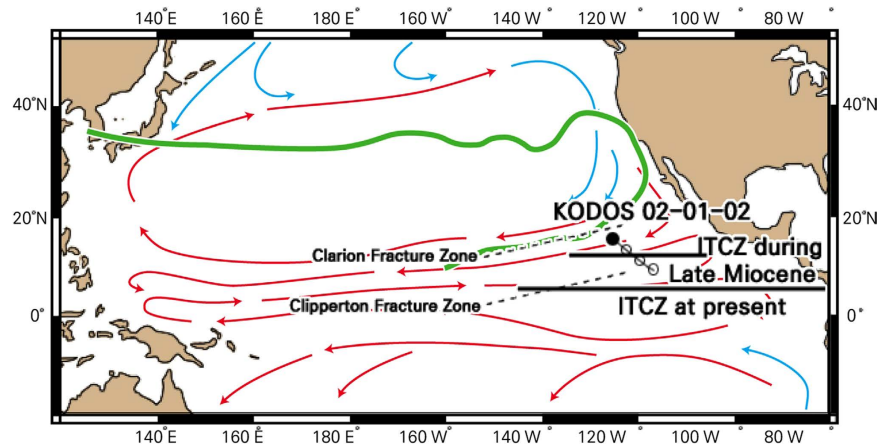 140˚E 160˚E 180˚E 160˚W 140˚W 120˚W 100˚W 80˚W
40˚N 40˚N
20˚N 20˚N
KODOS 02-01-02
Clarion Fracture Zone
ITCZ during
Late Miocene
Clipperton Fracture Zone
ITCZ at present
0˚ 0˚
140˚E 160˚E 180˚E 160˚W 140˚W 120˚W 100˚W 80˚W